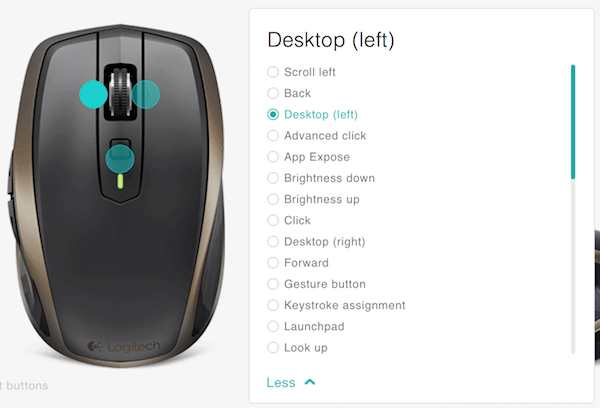 Desktop (left)
Scroll left
Back
Desktop (left)
Advanced click
App Expose
Brightness down
Brightness up
Click
Desktop (right)
Forward
Gesture button
Keystroke assignment
Launchpad
Look up
Less
Logitech
t buttons